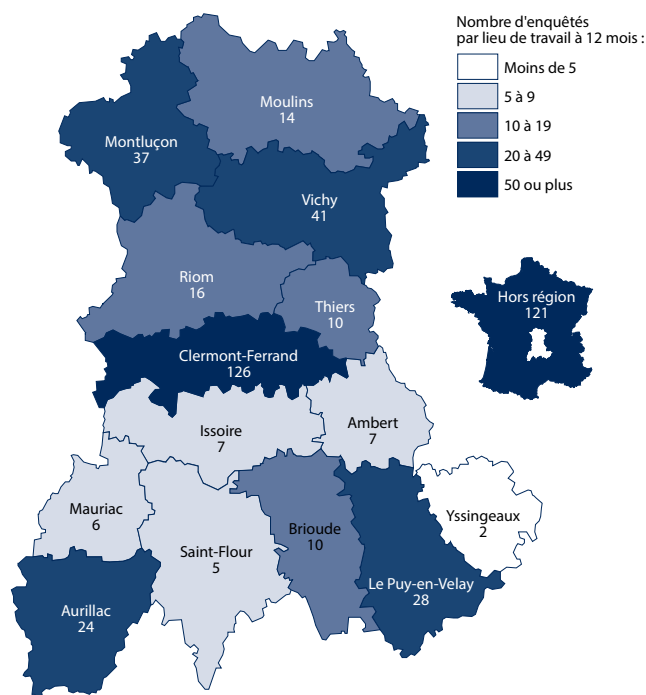 Nombre d'enquêtés
par lieu de travail à 12 mois :
Moins de 5
5 à 9
10 à 19
20 à 49
50 ou plus
Moulins
14
Montluçon
37
Vichy
41
Riom
16
Thiers
10
Hors région
121
Clermont-Ferrand
126
Issoire
7
Ambert
7
Mauriac
6
Saint-Flour
5
Brioude
10
Yssingeaux
2
Le Puy-en-Velay
28
Aurillac
24